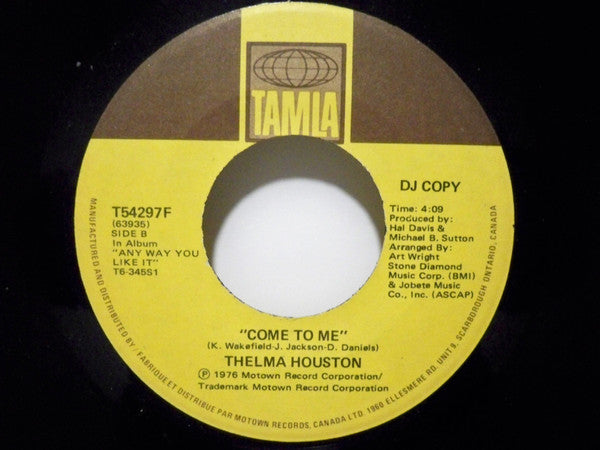 TAMLA
DJ COPY
T54297F
(63935)
SIDE B
In Album
"ANY WAY YOU
LIKE IT"
T6-345S1
Time: 4:09
Produced by:
Hal Davis &
Michael B. Sutton
Arranged By:
Art Wright
Stone Diamond
Music Corp. (BMI)
& Jobete Music
Co., Inc. (ASCAP)
"COME TO ME"
(K. Wakefield-J. Jackson-D. Daniels)
THELMA HOUSTON
Ⓟ 1976 Motown Record Corporation/
Trademark Motown Record Corporation
MANUFACTURED AND DISTRIBUTED BY / FABRIQUE ET DISTRIBUE PAR MOTOWN RECORDS, CANADA LTD. 1960 ELLESMERE RD. UNIT 9, SCARBOROUGH ONTARIO, CANADA